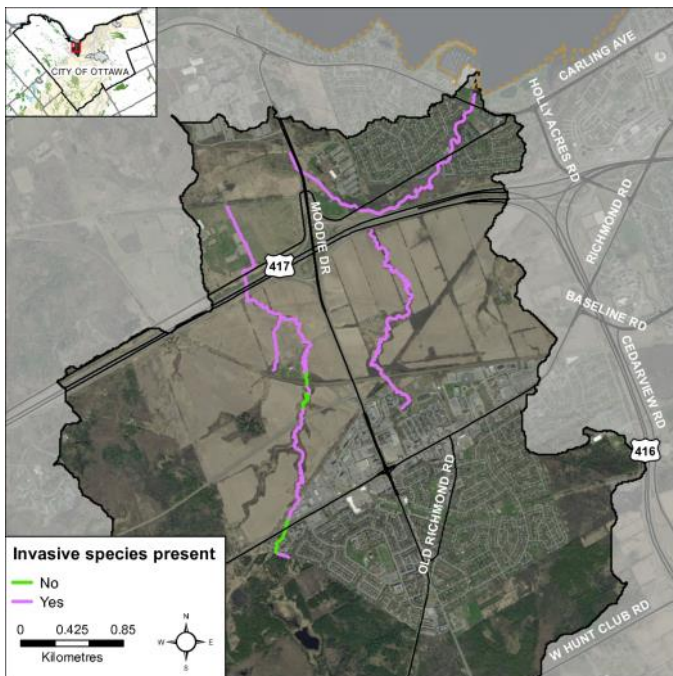 CITY OF OTTAWA
CARLING AVE
HOLLY ACRES RD
RICHMOND RD
MOODIE DR
417
BASELINE RD
CEDARVIEW RD
416
OLD RICHMOND RD
W HUNT CLUB RD
Invasive species present
No
Yes
0 0.425 0.85
Kilometres
N
W E
S